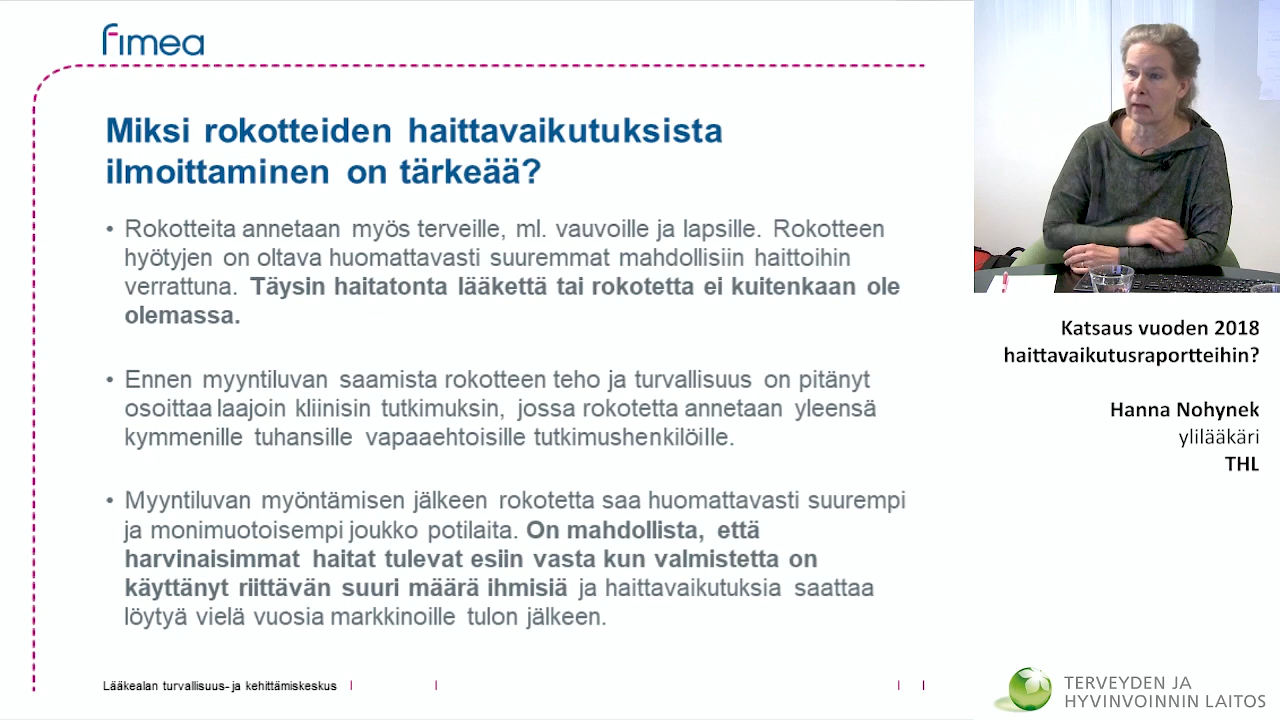 fimea
Miksi rokotteiden haittavaikutuksista
ilmoittaminen on tärkeää?
• Rokotteita annetaan myös terveille, ml. vauvoille ja lapsille. Rokotteen
hyötyjen on oltava huomattavasti suuremmat mahdollisiin haittoihin
verrattuna. Täysin haitatonta lääkettä tai rokotetta ei kuitenkaan ole
olemassa.
• Ennen myyntiluvan saamista rokotteen teho ja turvallisuus on pitänyt
osoittaa laajoin kliinisin tutkimuksin, jossa rokotetta annetaan yleensä
kymmenille tuhansille vapaaehtoisille tutkimushenkilöille.
• Myyntiluvan myöntämisen jälkeen rokotetta saa huomattavasti suurempi
ja monimuotoisempi joukko potilaita. On mahdollista, että
harvinaisimmat haitat tulevat esiin vasta kun valmistetta on
käyttänyt riittävän suuri määrä ihmisiä ja haittavaikutuksia saattaa
löytyä vielä vuosia markkinoille tulon jälkeen.
Lääkealan turvallisuus- ja kehittämiskeskus
Katsaus vuoden 2018
haittavaikutusraportteihin?
Hanna Nohynek
ylilääkäri
THL
TERVEYDEN JA
HYVINVOINNIN LAITOS